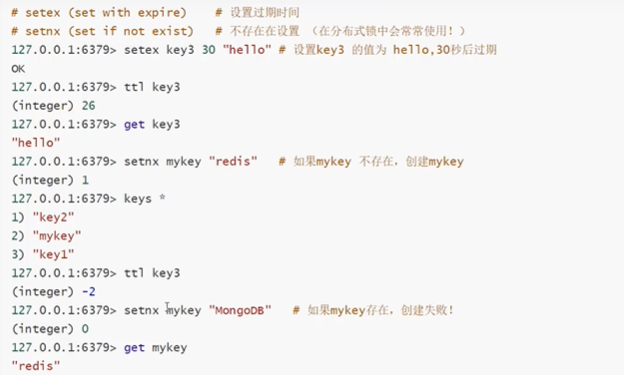 # setex (set with expire)    # 设置过期时间
# setnx (set if not exist)   # 不存在在设置 （在分布式锁中会常常使用！）
127.0.0.1:6379> setex key3 30 "hello" # 设置key3 的值为 hello,30秒后过期
OK
127.0.0.1:6379> ttl key3
(integer) 26
127.0.0.1:6379> get key3
"hello"
127.0.0.1:6379> setnx mykey "redis"   # 如果mykey 不存在，创建mykey
(integer) 1
127.0.0.1:6379> keys *
1) "key2"
2) "mykey"
3) "key1"
127.0.0.1:6379> ttl key3
(integer) -2
127.0.0.1:6379> setnx mykey "MongoDB"   # 如果mykey存在，创建失败！
(integer) 0
127.0.0.1:6379> get mykey
"redis"